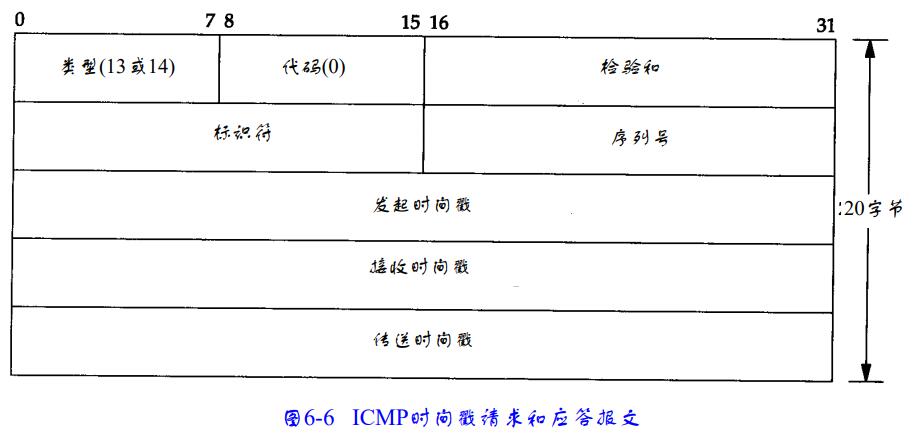 0 7 8 15 16 31
类型(13或14) 代码(0) 检验和
标识符 序列号
发起时间戳
20字节
接收时间戳
传送时间戳
图6-6 ICMP时间戳请求和应答报文